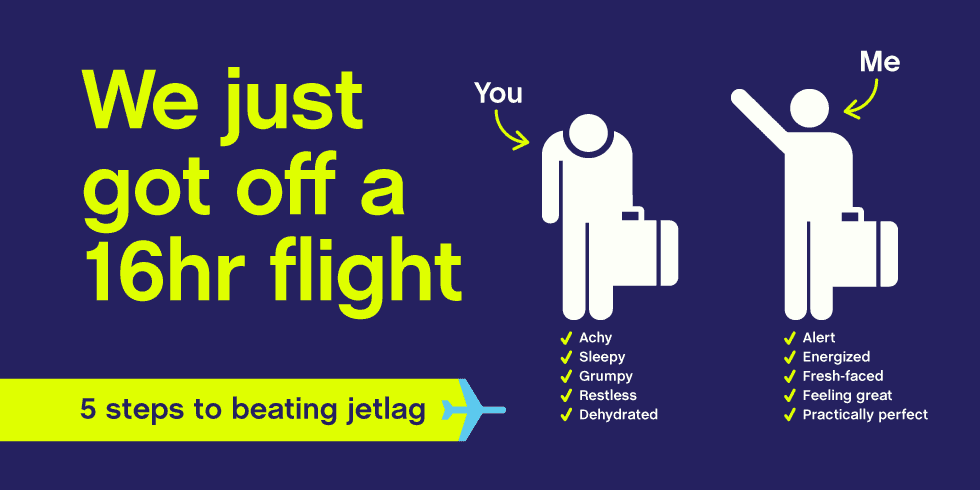 We just
got off a
16hr flight
5 steps to beating jetlag
You
Achy
Sleepy
Grumpy
Restless
Dehydrated
Me
Alert
Energized
Fresh-faced
Feeling great
Practically perfect